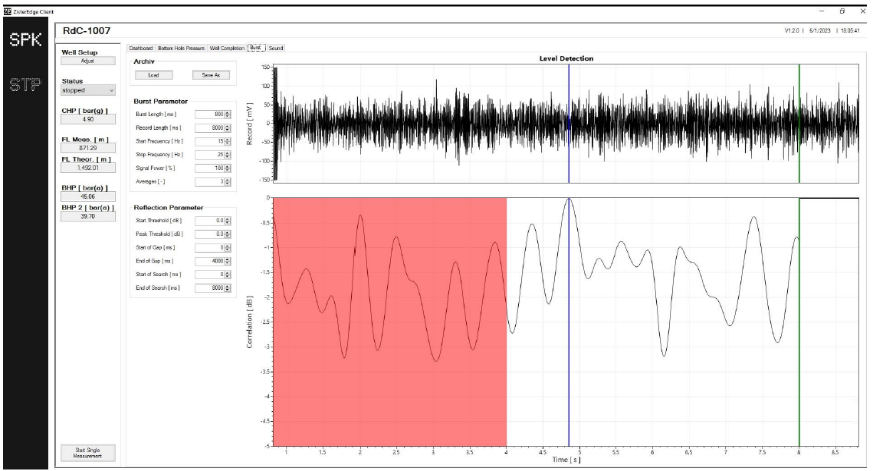 ZisterEdge Client
SPK
STP
RdC-1007
V1.2.0 | 6/1/2023 | 18:35:41
Well Setup
Adjust
Status
stopped
CHP [ bar(g) ]
4.90
FL Meas. [ m ]
871.29
FL Theor. [ m ]
1,492.01
BHP [ bar(a) ]
45.06
BHP 2 [ bar(a) ]
39.70
Start Single
Measurement
Dashboard Bottom Hole Pressure Well Completion Burst Sound
Archiv
Load Save As
Burst Parameter
Burst Length [ ms ] 800
Record Length [ ms ] 8000
Start Frequency [ Hz ] 15
Stop Frequency [ Hz ] 25
Signal Power [ % ] 100
Averages [ - ] 3
Reflection Parameter
Start Threshold [ dB ] 0.0
Peak Threshold [ dB ] 0.0
Start of Gap [ ms ] 0
End of Gap [ ms ] 4000
Start of Search [ ms ] 0
End of Search [ ms ] 8000
Level Detection
Record [ mV ]
150
100
50
0
-50
-100
-150
Correlation [ dB ]
0
-0.5
-1
-1.5
-2
-2.5
-3
-3.5
-4
-4.5
-5
1 1.5 2 2.5 3 3.5 4 4.5 5 5.5 6 6.5 7 7.5 8 8.5
Time [ s ]